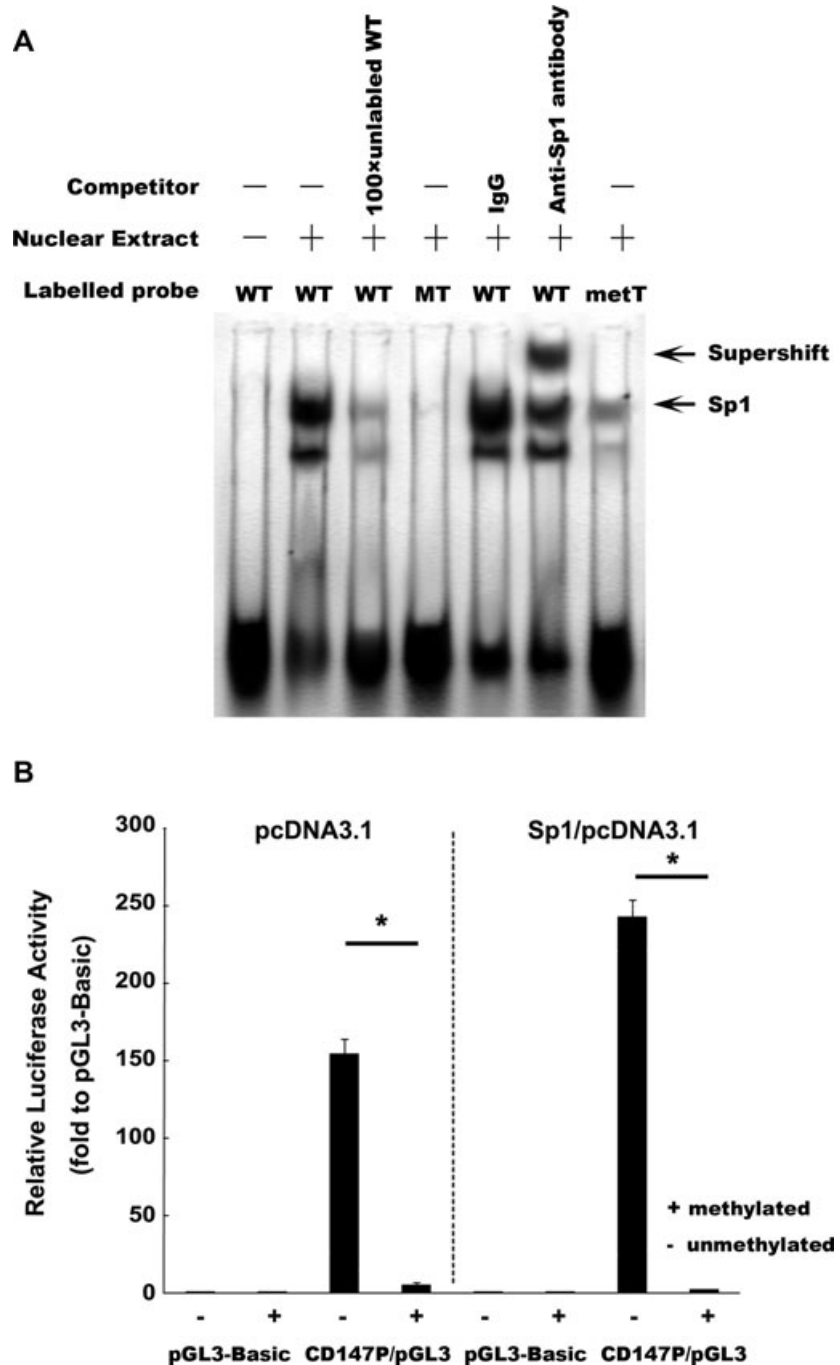 A
100×unlabled WT
IgG
Anti-Sp1 antibody
Competitor — — — —
Nuclear Extract — + + + + + +
Labelled probe WT WT WT MT WT WT metT
Supershift
Sp1
B
pcDNA3.1 Sp1/pcDNA3.1
Relative Luciferase Activity
(fold to pGL3-Basic)
300
250
200
150
100
50
0
* *
+ methylated
- unmethylated
- + - + - + - +
pGL3-Basic CD147P/pGL3 pGL3-Basic CD147P/pGL3